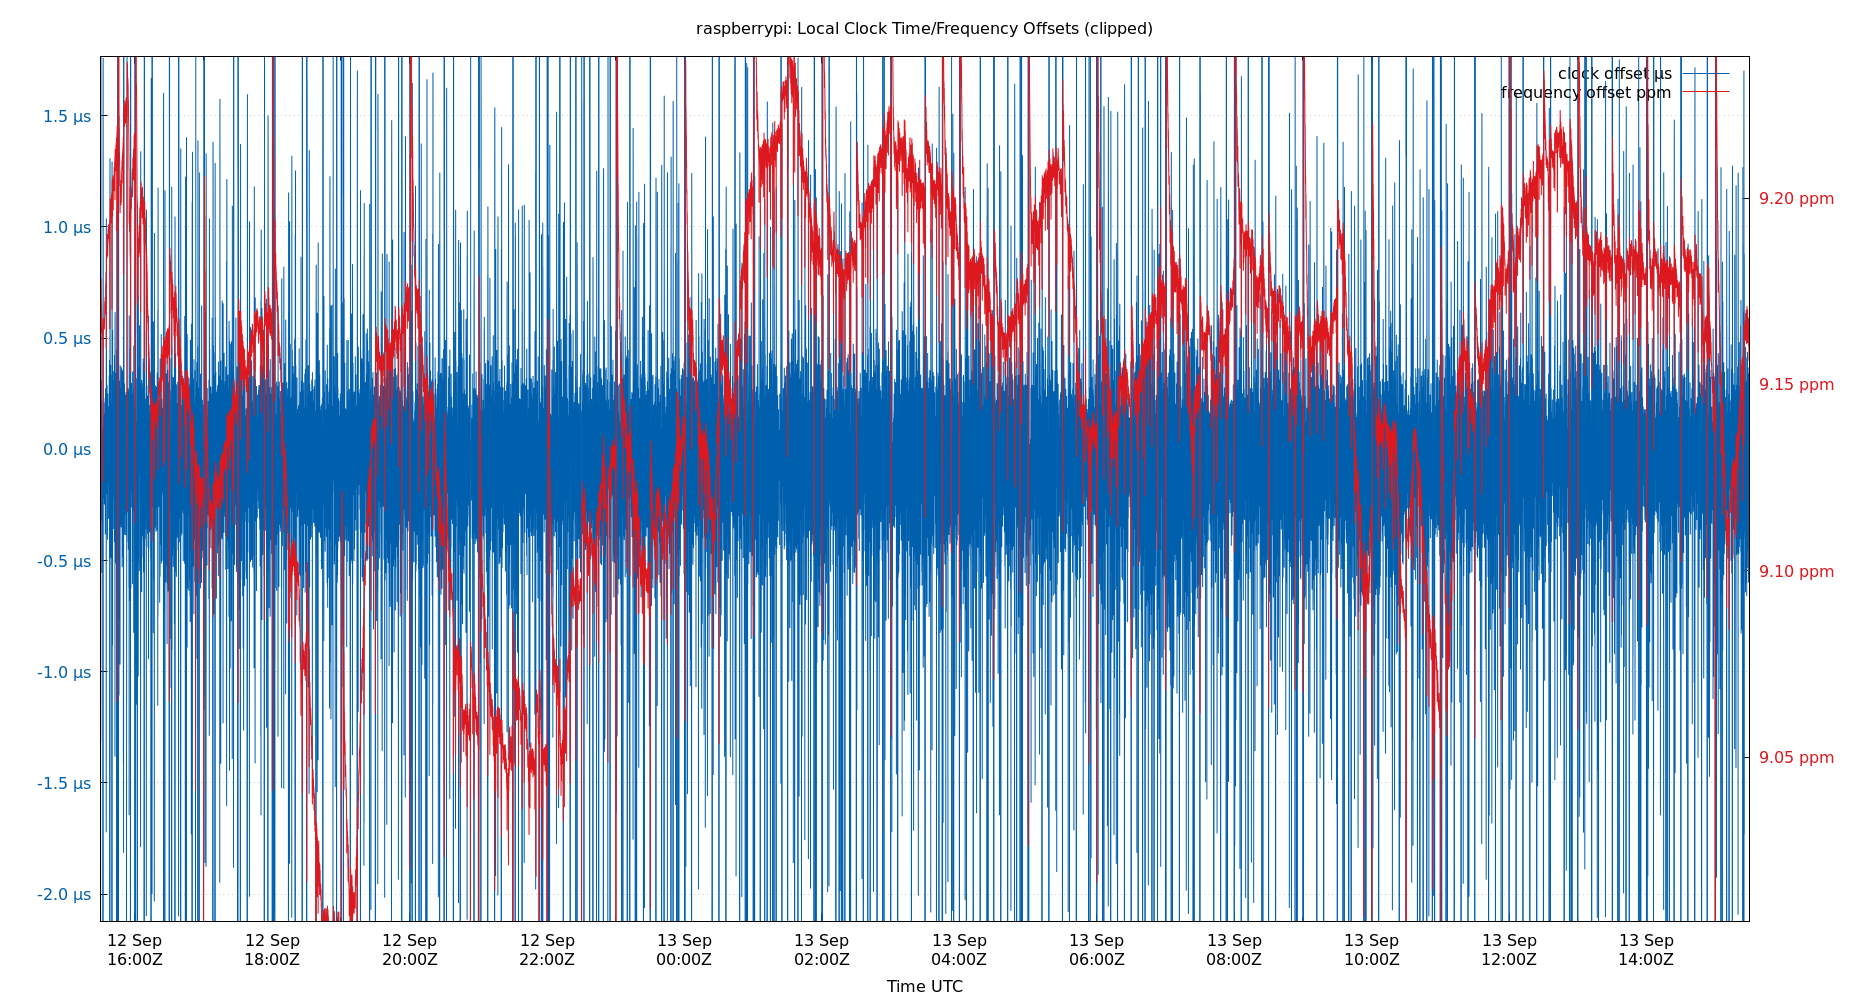 raspberrypi: Local Clock Time/Frequency Offsets (clipped)
clock offset µs
frequency offset ppm
1.5 µs
1.0 µs
0.5 µs
0.0 µs
-0.5 µs
-1.0 µs
-1.5 µs
-2.0 µs
9.20 ppm
9.15 ppm
9.10 ppm
9.05 ppm
12 Sep 12 Sep 12 Sep 12 Sep 13 Sep 13 Sep 13 Sep 13 Sep 13 Sep 13 Sep 13 Sep 13 Sep
16:00Z 18:00Z 20:00Z 22:00Z 00:00Z 02:00Z 04:00Z 06:00Z 08:00Z 10:00Z 12:00Z 14:00Z
Time UTC